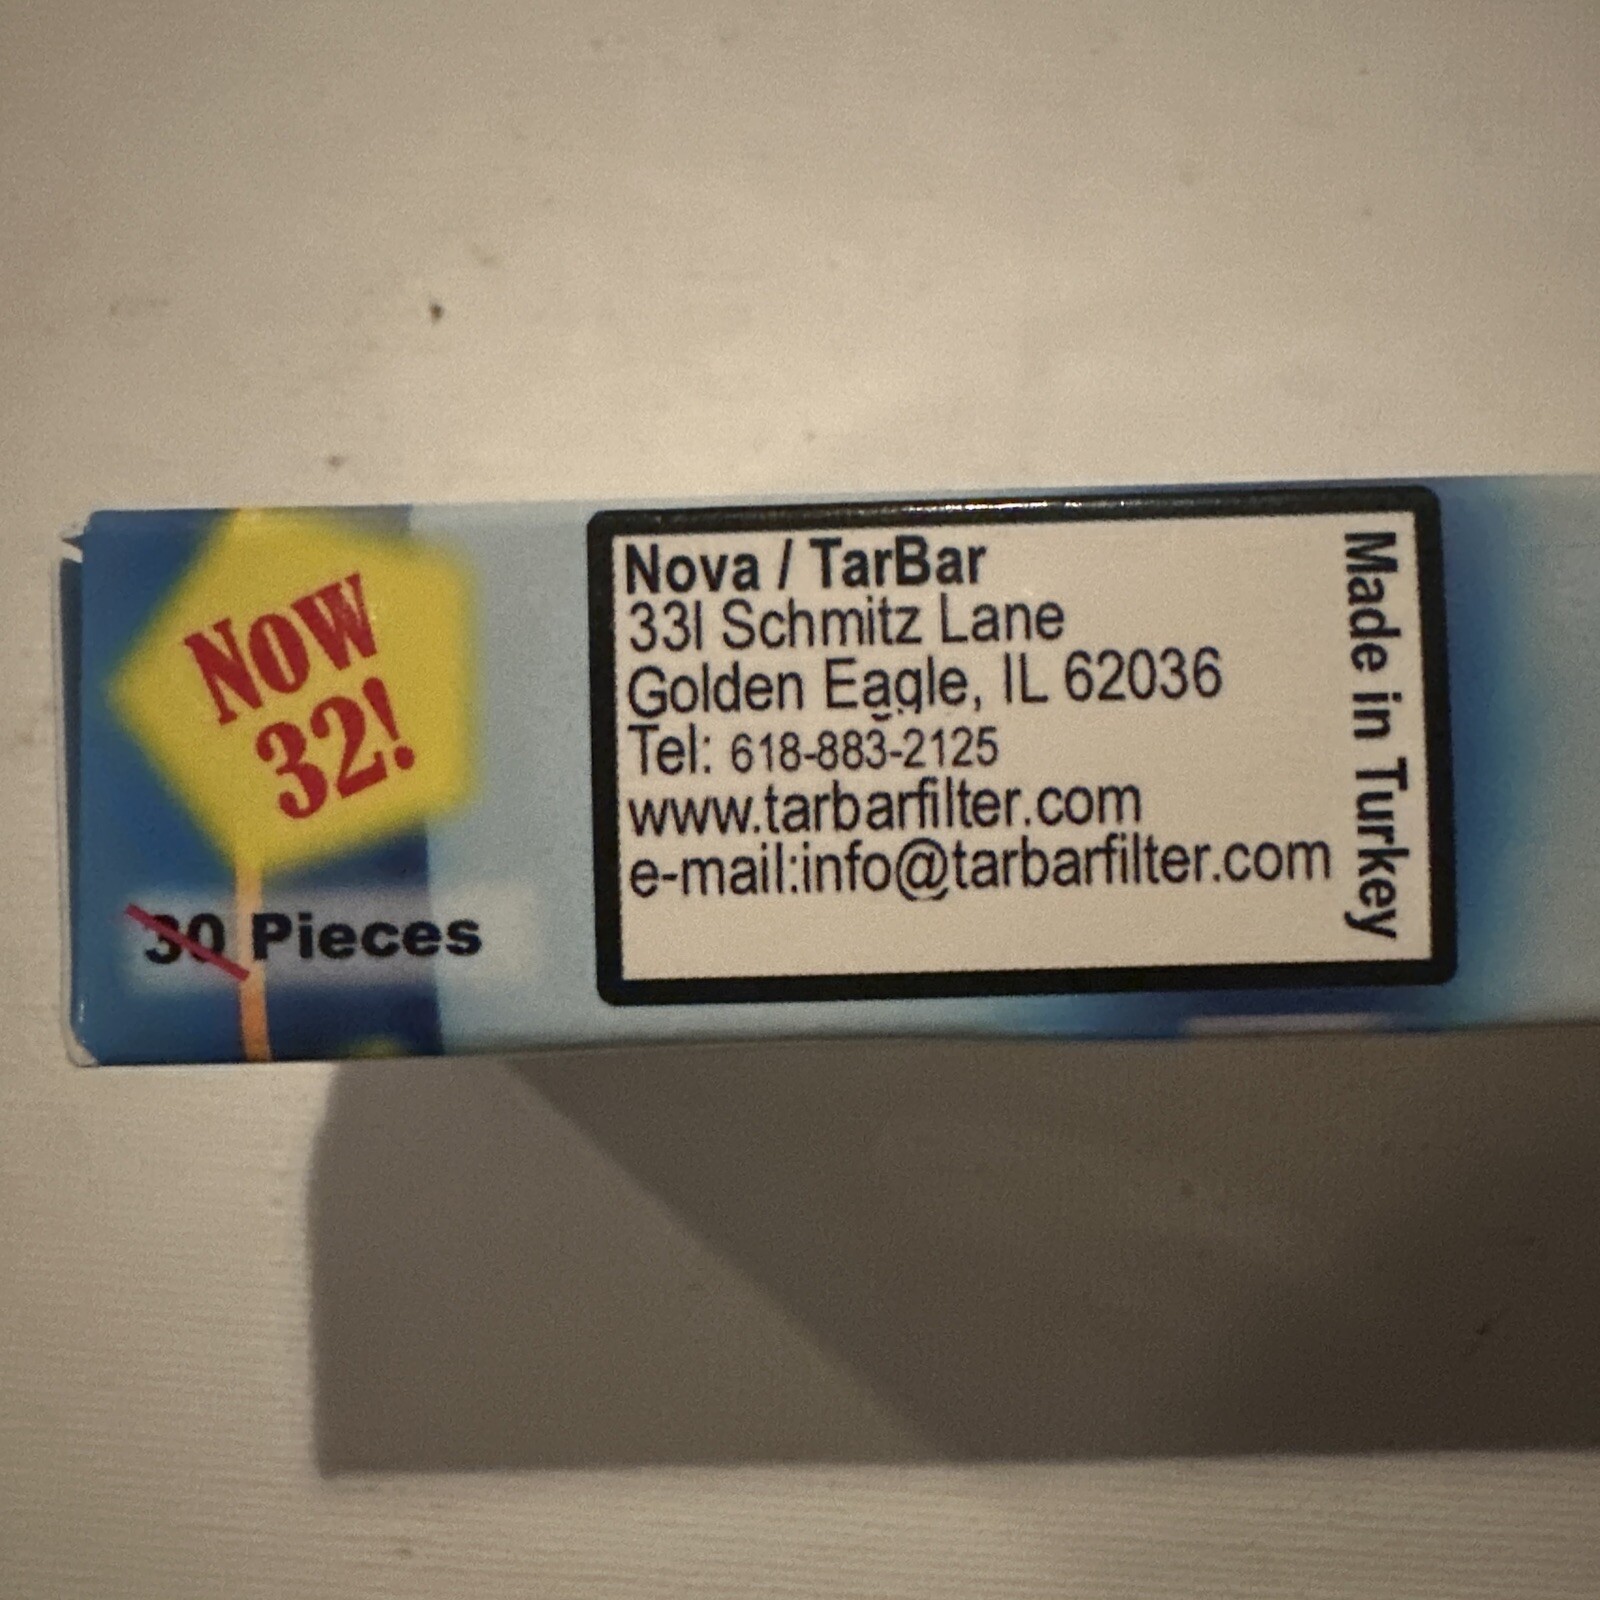 NOW
32!
30 Pieces
Nova / TarBar
33l Schmitz Lane
Golden Eagle, IL 62036
Tel: 618-883-2125
www.tarbarfilter.com
e-mail:info@tarbarfilter.com
Made in Turkey